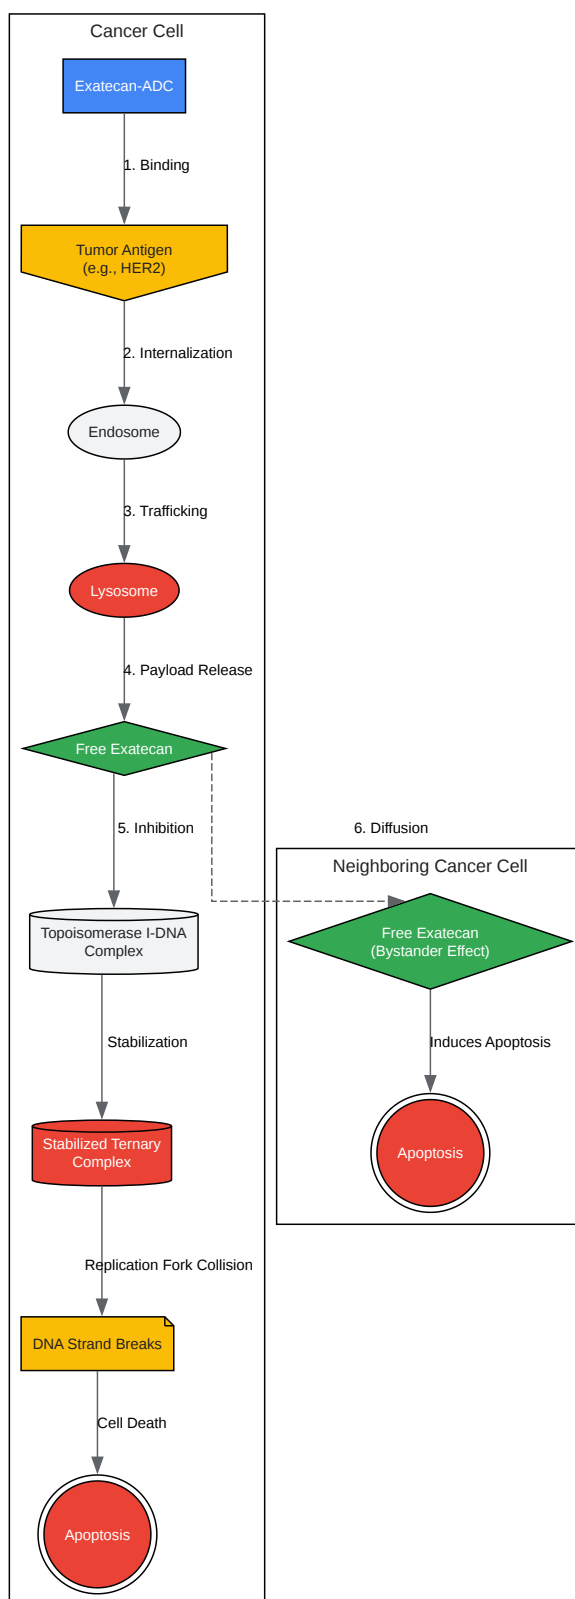 Cancer Cell
Exatecan-ADC
1. Binding
Tumor Antigen
(e.g., HER2)
2. Internalization
Endosome
3. Trafficking
Lysosome
4. Payload Release
Free Exatecan
5. Inhibition
6. Diffusion
Neighboring Cancer Cell
Topoisomerase I-DNA
Complex
Free Exatecan
(Bystander Effect)
Stabilization
Induces Apoptosis
Stabilized Ternary
Complex
Apoptosis
Replication Fork Collision
DNA Strand Breaks
Cell Death
Apoptosis